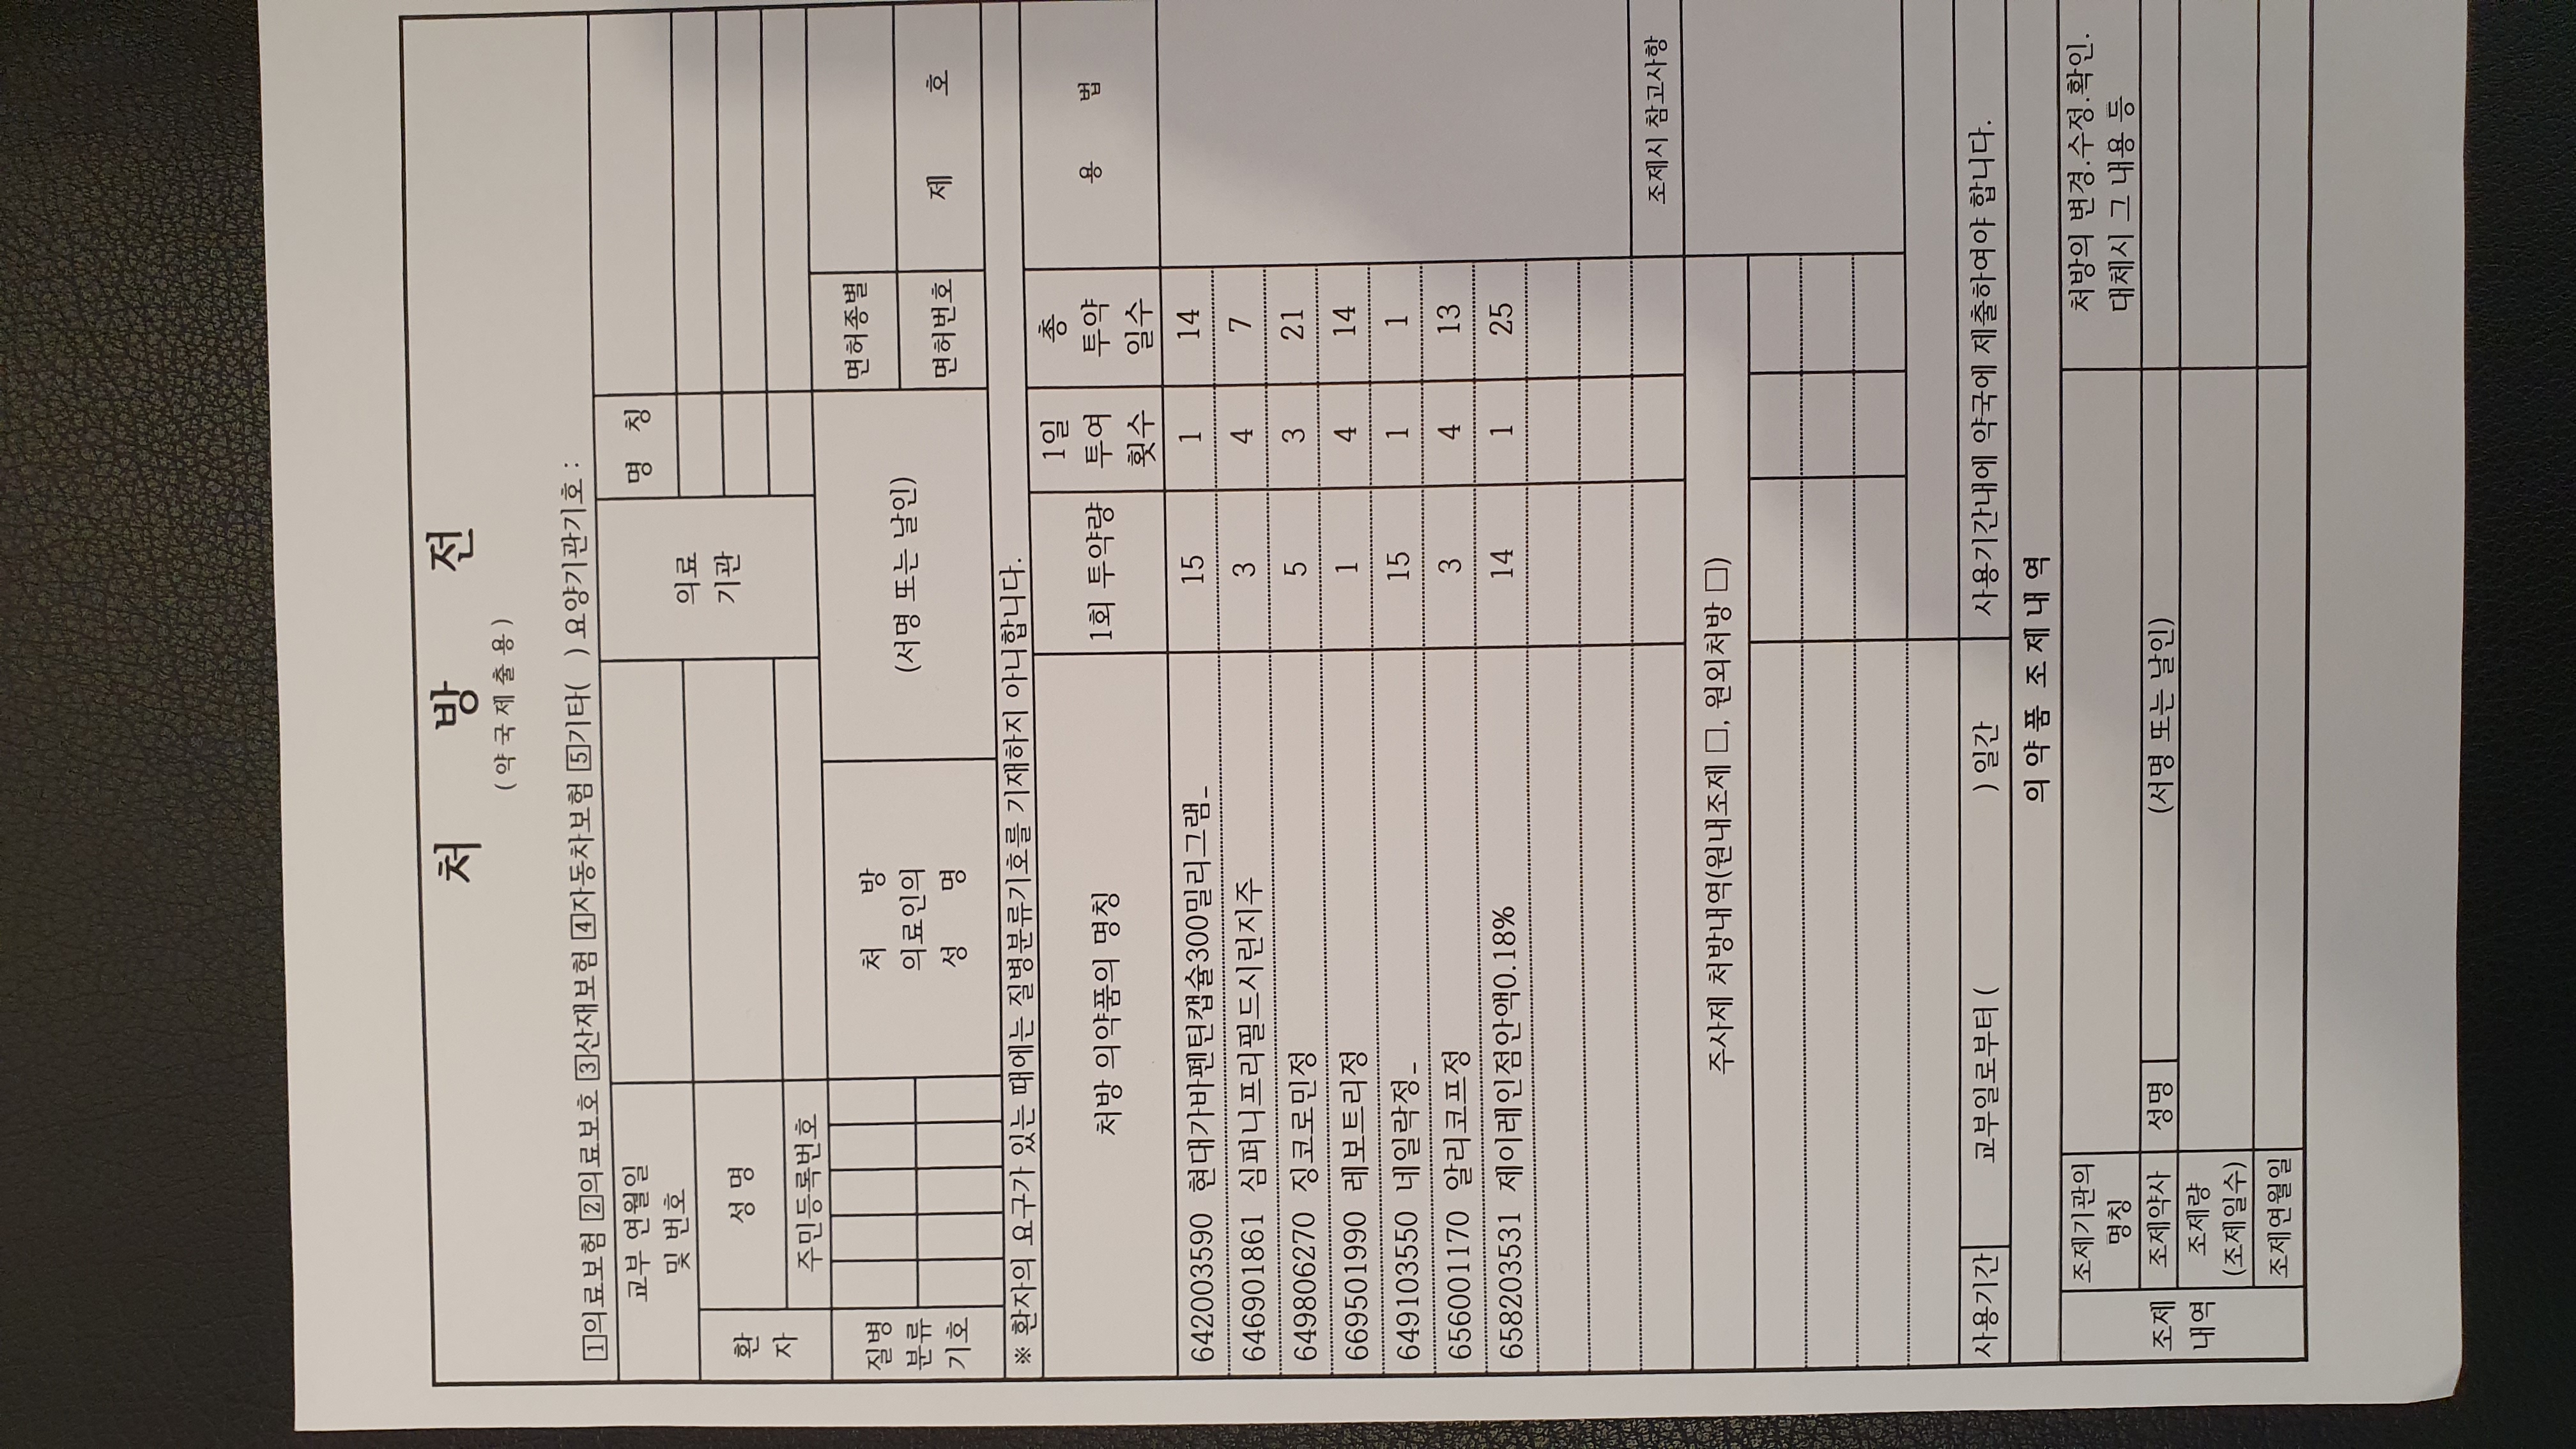 처 방 전
(약국제출용)
1의료보험 2의료보호 3산재보험 4자동차보험 5기타( ) 요양기관기호 :
교부 연월일
및 번호
의료
기관
명 칭
환
자
성 명
주민등록번호
질병
분류
기호
처 방
의료인의
성 명
(서명 또는 날인)
면허종별
면허번호
제 호
※ 환자의 요구가 있는 때에는 질병분류기호를 기재하지 아니합니다.
처방 의약품의 명칭
1회 투약량
1일
투여
횟수
총
투약
일수
용 법
642003590 현대가바펜틴캡슐300밀리그램_ 15 1 14
646901861 심퍼니프리필드시린지주 3 4 7
649806270 징코로민정 5 3 21
669501990 레보트리정 1 4 14
649103550 네일락정_ 15 1 1
656001170 알리코프정 3 4 13
658203531 제이레인점안액0.18% 14 1 25
조제시 참고사항
주사제 처방내역(원내조제 □, 원외처방 □)
사용기간 교부일로부터 ( ) 일간 사용기간내에 약국에 제출하여야 합니다.
의약품 조제내역
조제
내역
조제기관의
명칭
처방의 변경.수정.확인.
대체시 그 내용 등
조제약사 성명 (서명 또는 날인)
조제량
(조제일수)
조제연월일